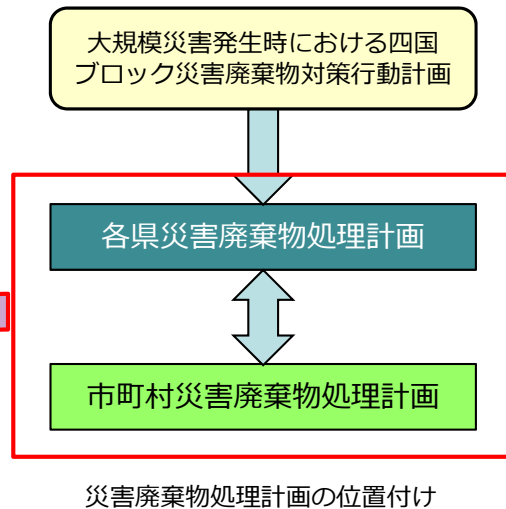 大規模災害発生時における四国
ブロック災害廃棄物対策行動計画
各県災害廃棄物処理計画
市町村災害廃棄物処理計画
災害廃棄物処理計画の位置付け